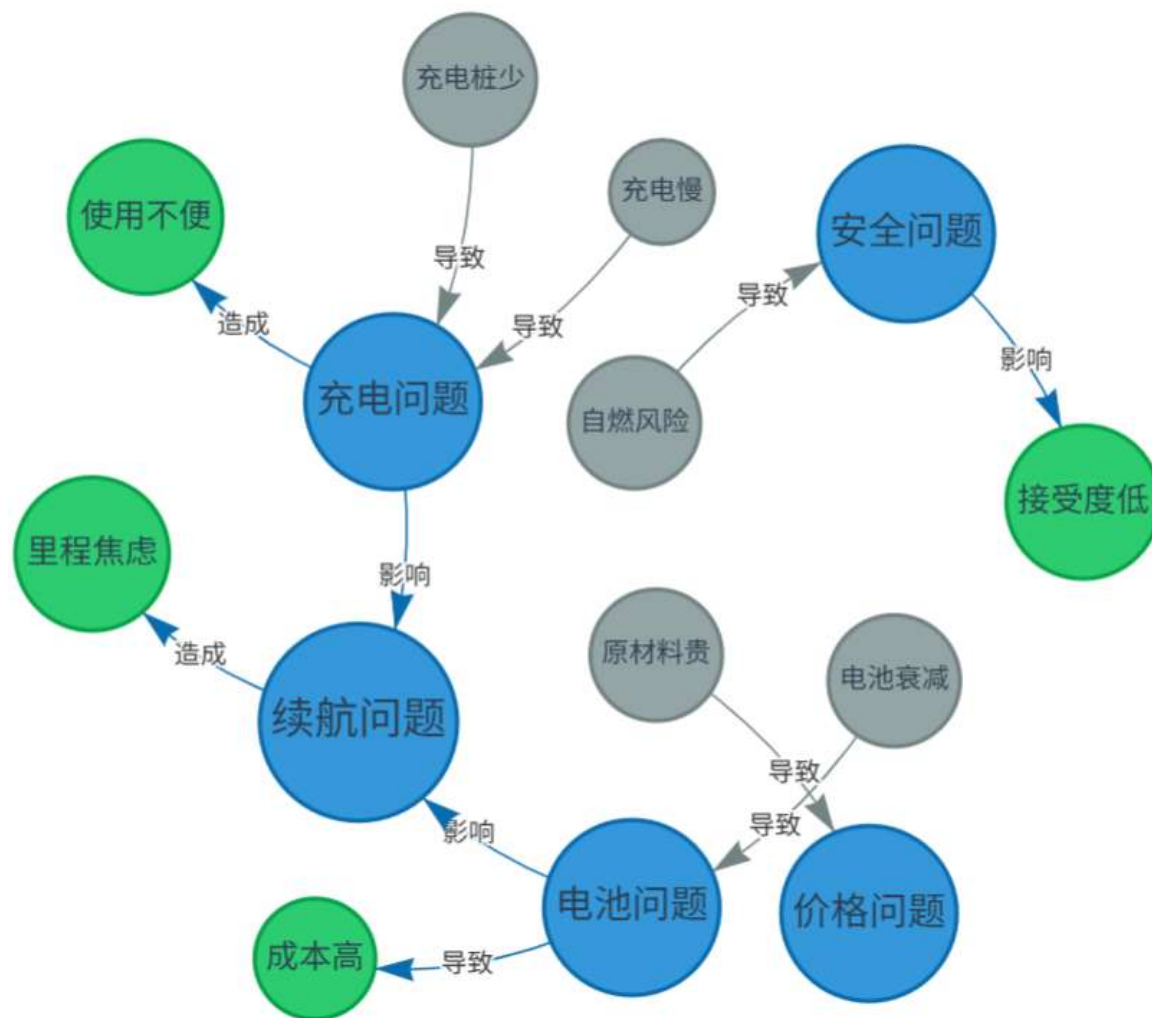 充电桩少
充电慢
使用不便
安全问题
导致
导致
造成
导致
影响
充电问题
自燃风险
接受度低
里程焦虑
影响
造成
原材料贵
电池衰减
续航问题
导致
导致
影响
电池问题
价格问题
成本高
导致